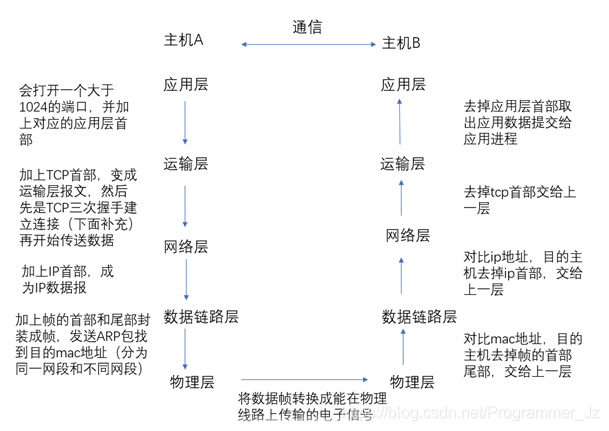 通信
主机A
主机B
会打开一个大于
1024的端口，并加
上对应的应用层首
部
应用层
应用层
去掉应用层首部取
出应用数据提交给
应用进程
加上TCP首部，变成
运输层报文，然后
先是TCP三次握手建
立连接（下面补充）
再开始传送数据
运输层
运输层
去掉tcp首部交给上
一层
加上IP首部，成
为IP数据报
网络层
网络层
对比ip地址，目的主
机去掉ip首部，交给
上一层
加上帧的首部和尾部封
装成帧，发送ARP包找
到目的mac地址（分为
同一网段和不同网段）
数据链路层
数据链路层
对比mac地址，目的
主机去掉帧的首部
尾部，交给上一层
物理层
物理层
将数据帧转换成能在物理
线路上传输的电子信号
https://blog.csdn.net/Programmer_Jz